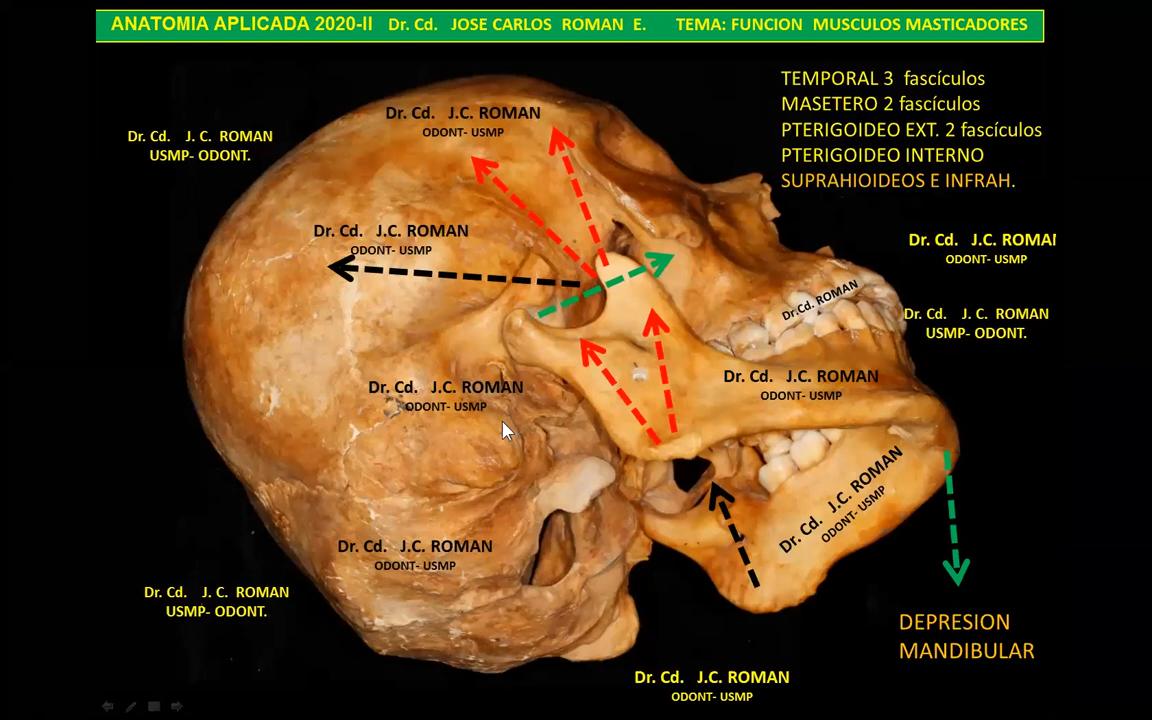 ANATOMIA APLICADA 2020-II Dr. Cd. JOSE CARLOS ROMAN E. TEMA: FUNCION MUSCULOS MASTICADORES
TEMPORAL 3 fascículos
MASETERO 2 fascículos
PTERIGOIDEO EXT. 2 fascículos
PTERIGOIDEO INTERNO
SUPRAHIOIDEOS E INFRAH.
Dr. Cd. J.C. ROMAN
ODONT- USMP
Dr. Cd. J. C. ROMAN
USMP- ODONT.
Dr. Cd. J.C. ROMAN
ODONT- USMP
Dr. Cd. J.C. ROMAN
ODONT- USMP
Dr.Cd. ROMAN
Dr. Cd. J. C. ROMAN
USMP- ODONT.
Dr. Cd. J.C. ROMAN
ODONT- USMP
Dr. Cd. J.C. ROMAN
ODONT- USMP
Dr. Cd. J.C. ROMAN
ODONT- USMP
Dr. Cd. J.C. ROMAN
ODONT- USMP
Dr. Cd. J. C. ROMAN
USMP- ODONT.
DEPRESION
MANDIBULAR
Dr. Cd. J.C. ROMAN
ODONT- USMP